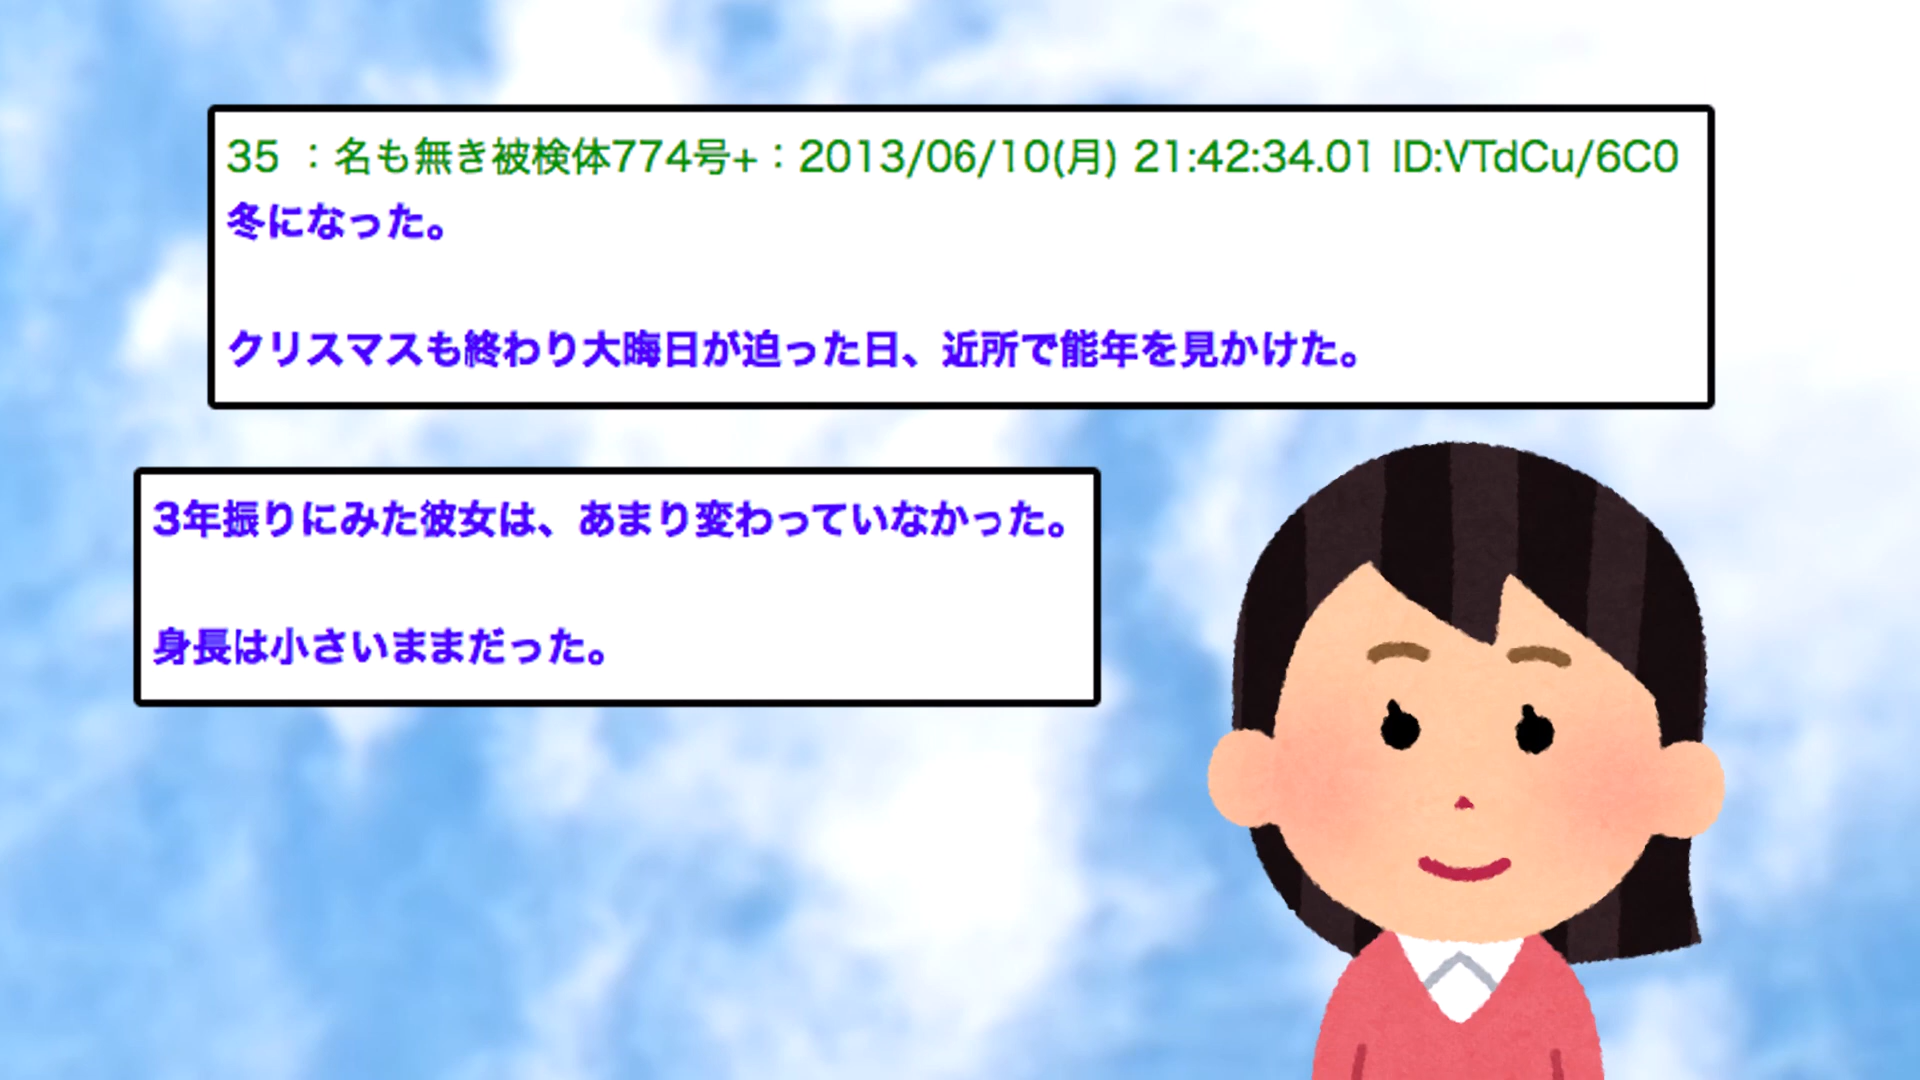 35 ：名も無き被検体774号+：2013/06/10(月) 21:42:34.01 ID:VTdCu/6C0
冬になった。
クリスマスも終わり大晦日が迫った日、近所で能年を見かけた。
3年振りにみた彼女は、あまり変わっていなかった。
身長は小さいままだった。